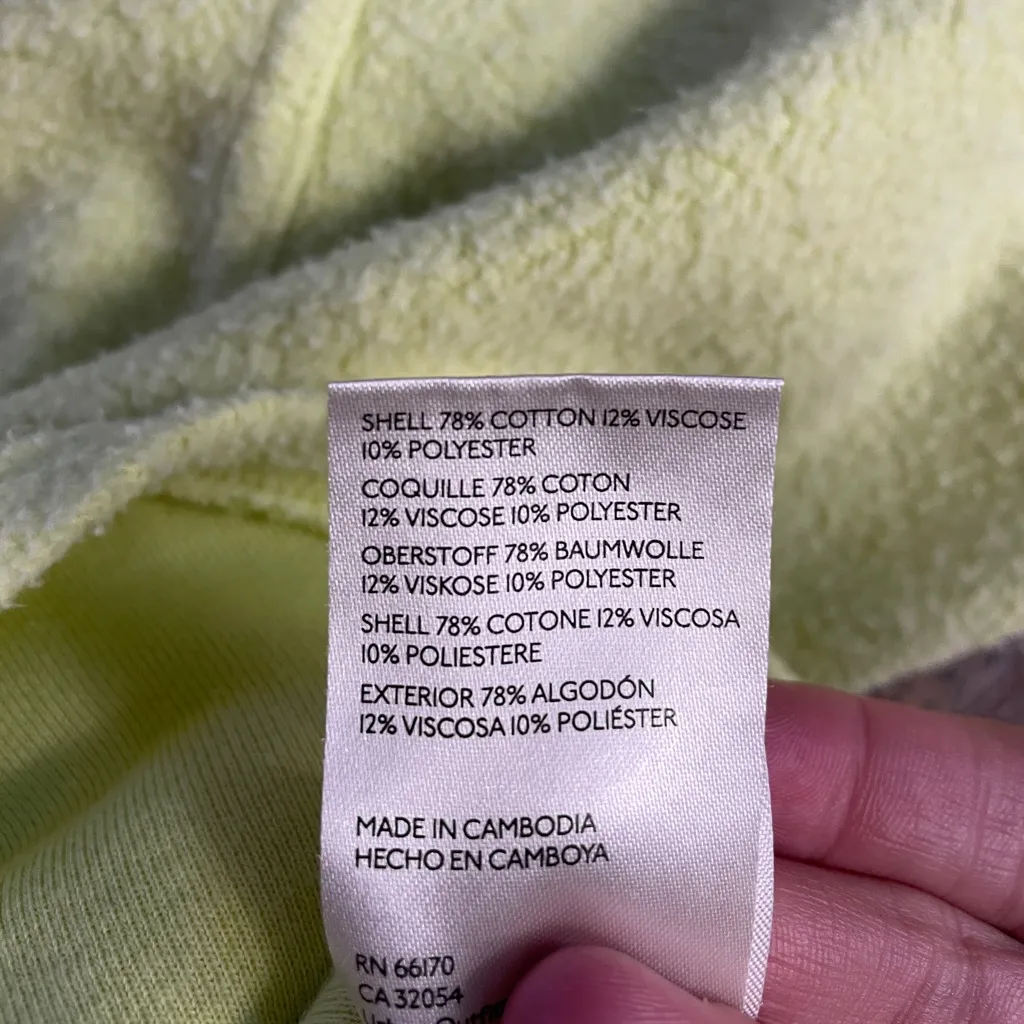 SHELL 78% COTTON 12% VISCOSE
10% POLYESTER
COQUILLE 78% COTON
12% VISCOSE 10% POLYESTER
OBERSTOFF 78% BAUMWOLLE
12% VISKOSE 10% POLYESTER
SHELL 78% COTONE 12% VISCOSA
10% POLIESTERE
EXTERIOR 78% ALGODÓN
12% VISCOSA 10% POLIÉSTER
MADE IN CAMBODIA
HECHO EN CAMBOYA
RN 66170
CA 32054